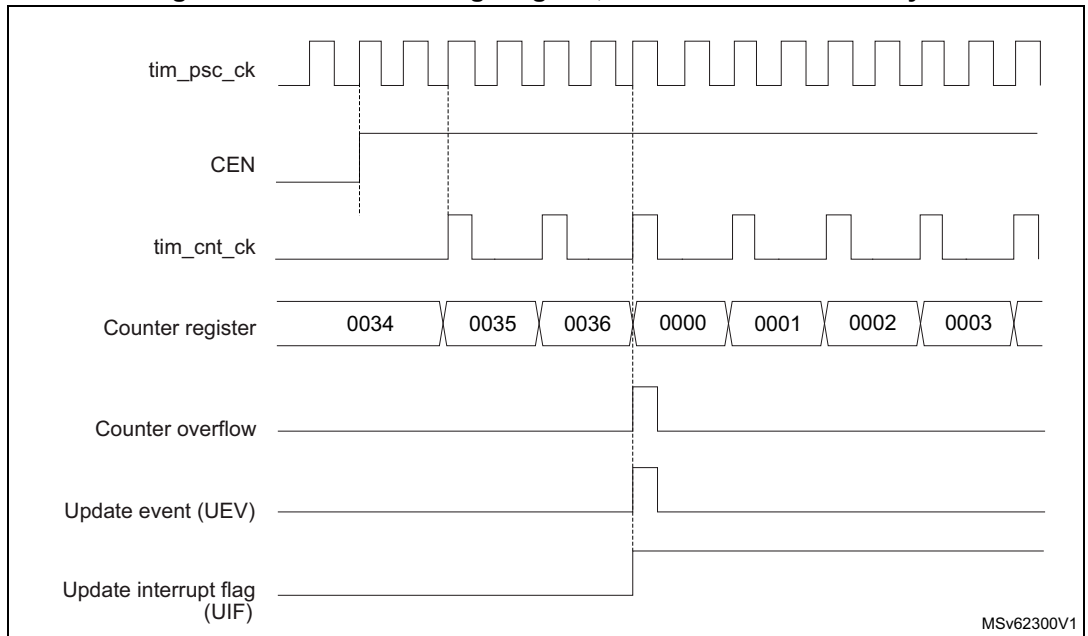 tim_psc_ck
CEN
tim_cnt_ck
Counter register
0034 0035 0036 0000 0001 0002 0003
Counter overflow
Update event (UEV)
Update interrupt flag
(UIF)
MSv62300V1